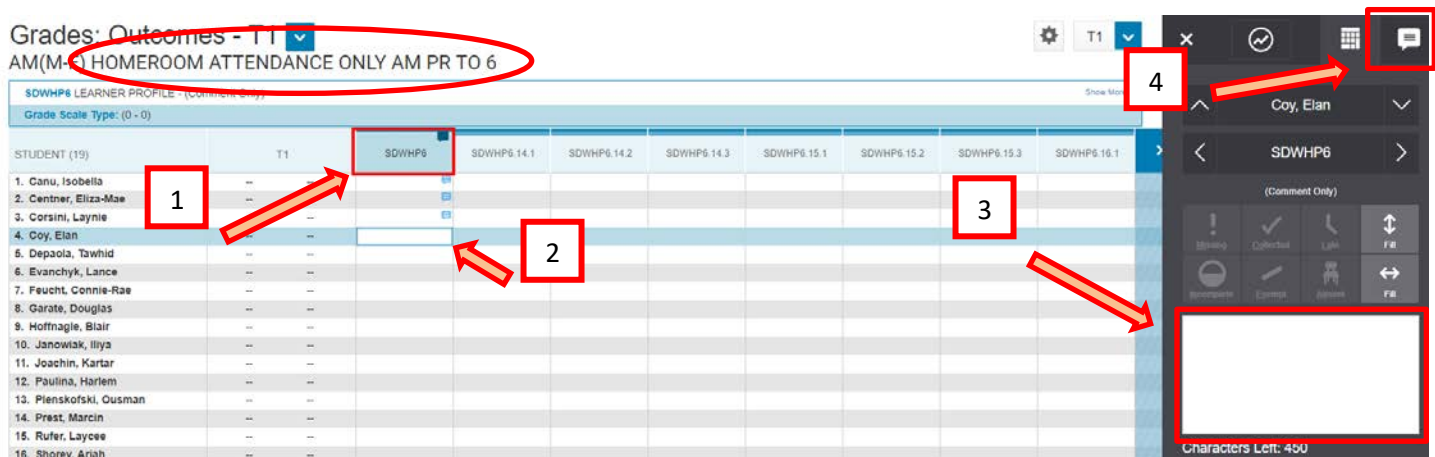 Grades: Outcomes - T1
T1
AM(M-F) HOMEROOM ATTENDANCE ONLY AM PR TO 6
SDWHP6 LEARNER PROFILE - (Comment Only)
Show More
Grade Scale Type: (0 - 0)
4
Coy, Elan
STUDENT (19) T1 SDWHP6 SDWHP6.14.1 SDWHP6.14.2 SDWHP6.14.3 SDWHP6.15.1 SDWHP6.15.2 SDWHP6.15.3 SDWHP6.16.1
SDWHP6
1. Canu, Isobella -- --
2. Centner, Eliza-Mae --
3. Corsini, Laynie --
4. Coy, Elan -- --
5. Depaola, Tawhid -- --
6. Evanchyk, Lance -- --
7. Feucht, Connie-Rae -- --
8. Garate, Douglas -- --
9. Hoffnagle, Blair -- --
10. Janowiak, Iliya -- --
11. Joachin, Kartar -- --
12. Paulina, Harlem -- --
13. Plenskofski, Ousman -- --
14. Prest, Marcin -- --
15. Rufer, Laycee -- --
16. Shorey, Ariah -- --
1
2
3
(Comment Only)
Missing Collected Late Fill
Incomplete Exempt Absent Fill
Characters Left: 450